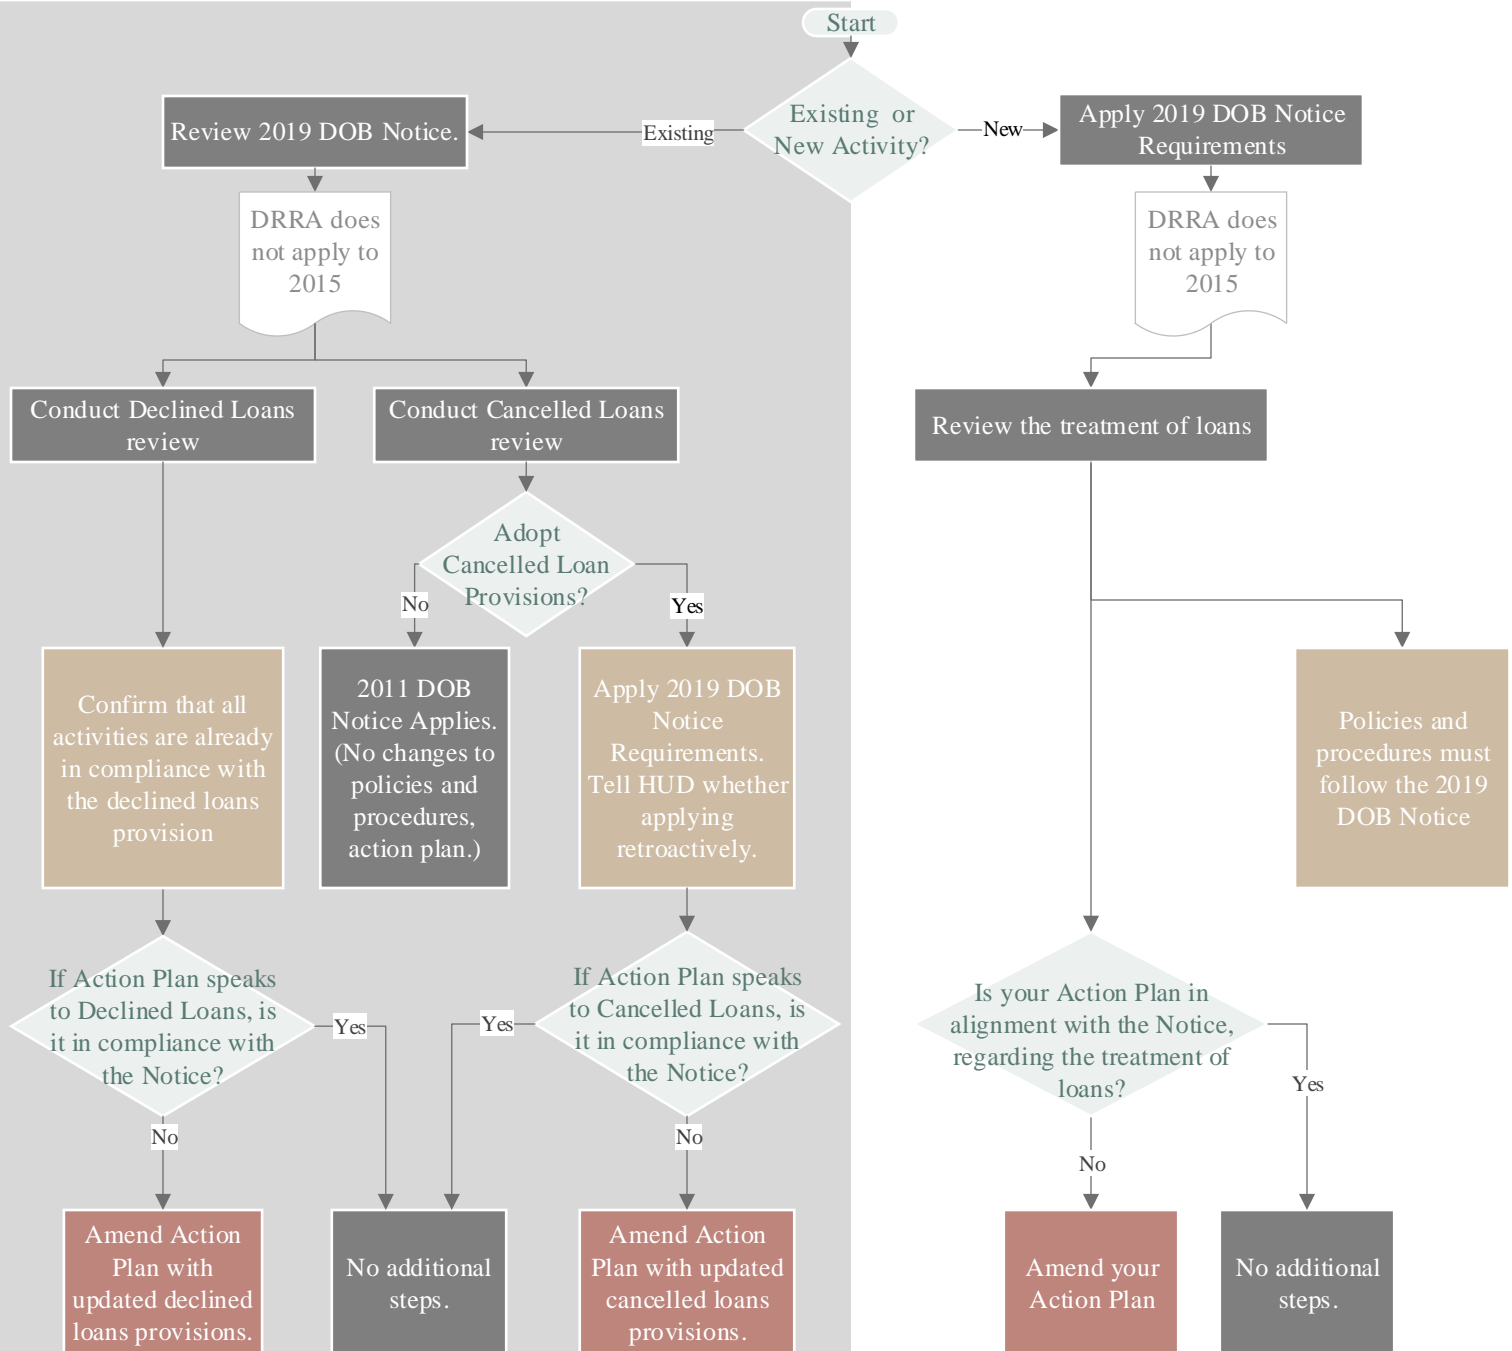 Start
Existing or
New Activity?
Existing
New
Review 2019 DOB Notice.
Apply 2019 DOB Notice
Requirements
DRRA does
not apply to
2015
DRRA does
not apply to
2015
Conduct Declined Loans
review
Conduct Cancelled Loans
review
Review the treatment of loans
Adopt
Cancelled Loan
Provisions?
No
Yes
Confirm that all
activities are already
in compliance with
the declined loans
provision
2011 DOB
Notice Applies.
(No changes to
policies and
procedures,
action plan.)
Apply 2019 DOB
Notice
Requirements.
Tell HUD whether
applying
retroactively.
Policies and
procedures must
follow the 2019
DOB Notice
If Action Plan speaks
to Declined Loans, is
it in compliance with
the Notice?
Yes
Yes
If Action Plan speaks
to Cancelled Loans, is
it in compliance with
the Notice?
Is your Action Plan in
alignment with the Notice,
regarding the treatment of
loans?
Yes
No
No
No
Amend Action
Plan with
updated declined
loans provisions.
No additional
steps.
Amend Action
Plan with updated
cancelled loans
provisions.
Amend your
Action Plan
No additional
steps.